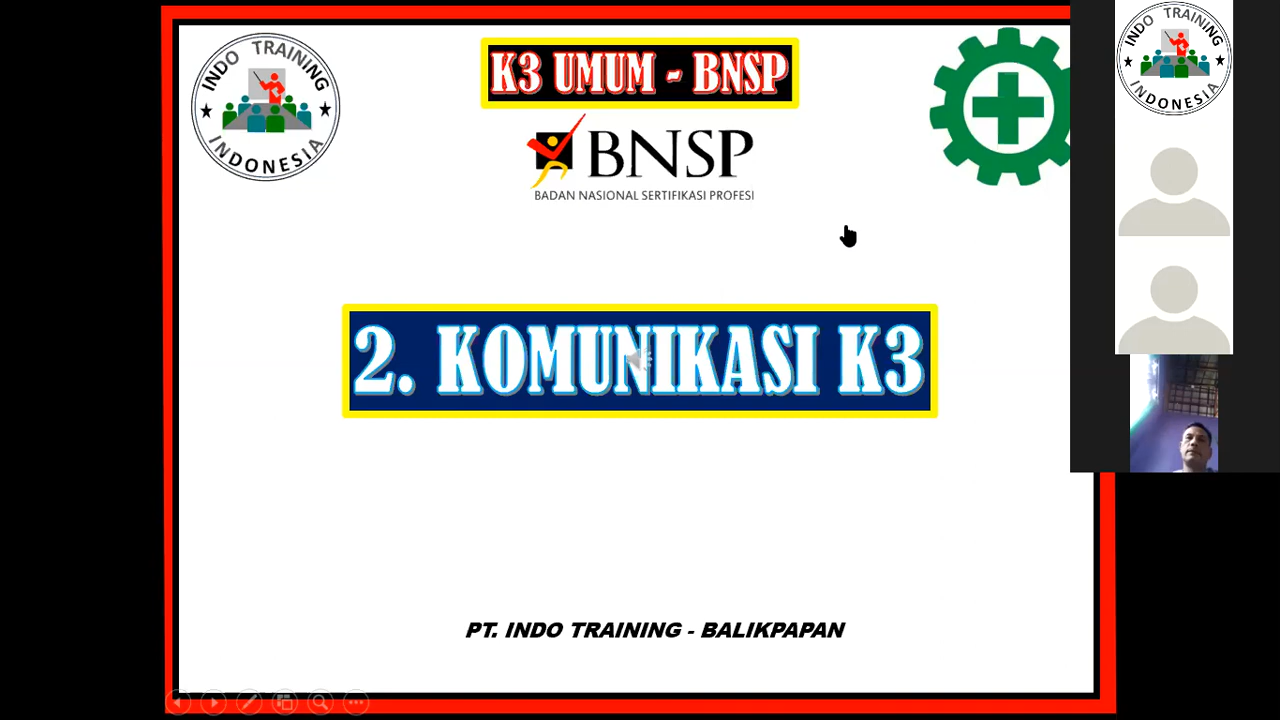 INDO TRAINING
INDONESIA
K3 UMUM - BNSP
BNSP
BADAN NASIONAL SERTIFIKASI PROFESI
2. KOMUNIKASI K3
PT. INDO TRAINING - BALIKPAPAN
INDO TRAINING
INDONESIA